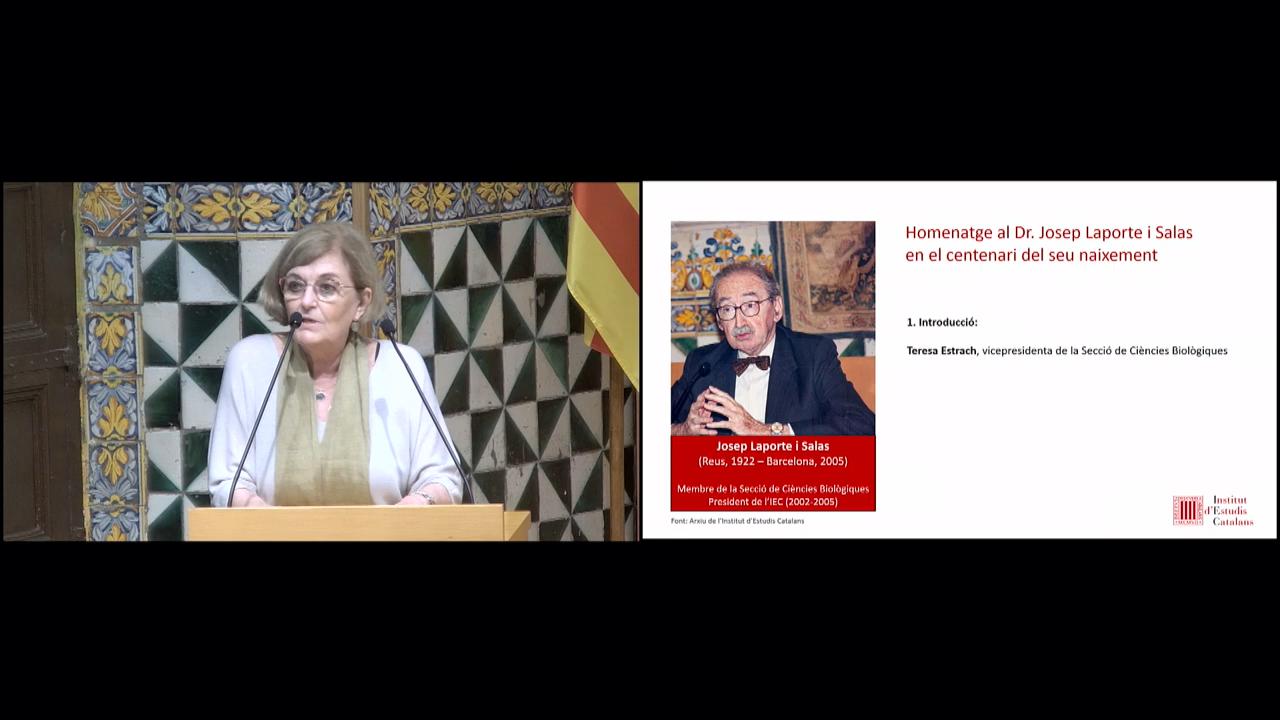 Homenatge al Dr. Josep Laporte i Salas
en el centenari del seu naixement
1. Introducció:
Teresa Estrach, vicepresidenta de la Secció de Ciències Biològiques
Josep Laporte i Salas
(Reus, 1922 – Barcelona, 2005)
Membre de la Secció de Ciències Biològiques
President de l'IEC (2002-2005)
Font: Arxiu de l'Institut d'Estudis Catalans
Institut
d'Estudis
Catalans